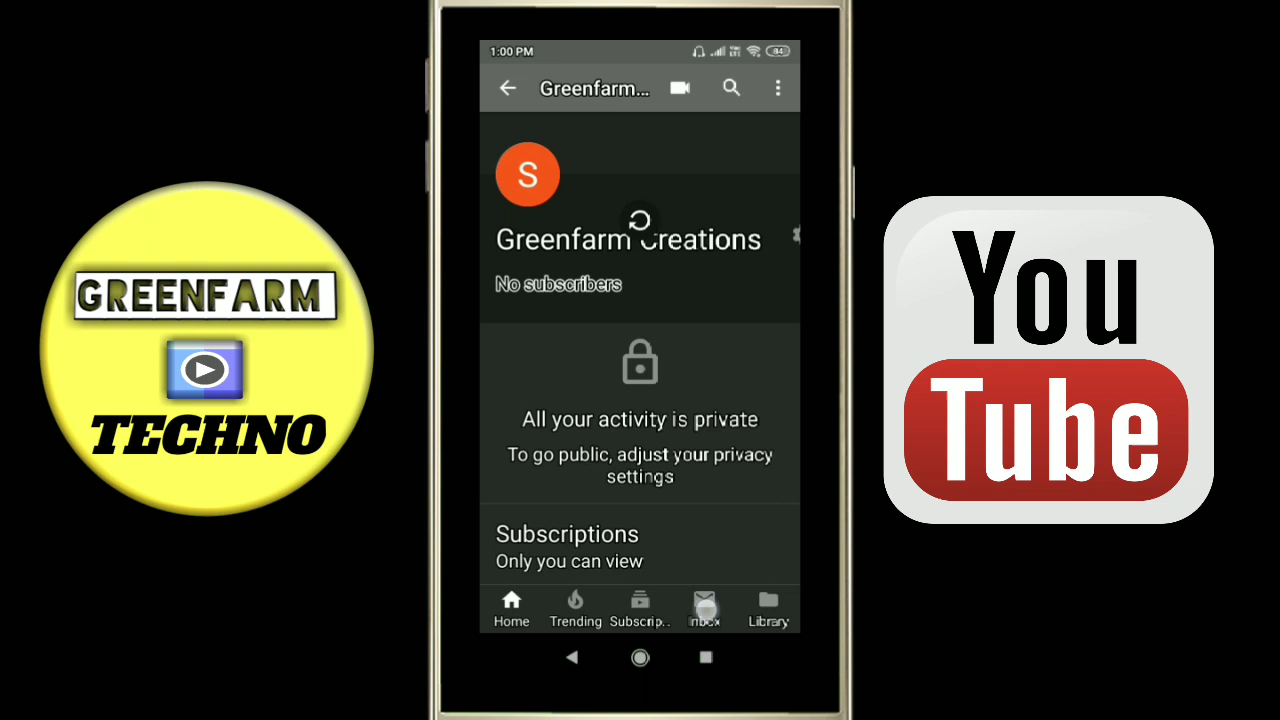 1:00 PM
84
Greenfarm...
S
Greenfarm Creations
No subscribers
All your activity is private
To go public, adjust your privacy
settings
Subscriptions
Only you can view
Home
Trending
Subscrip..
Inbox
Library
GREENFARM
TECHNO
You
Tube